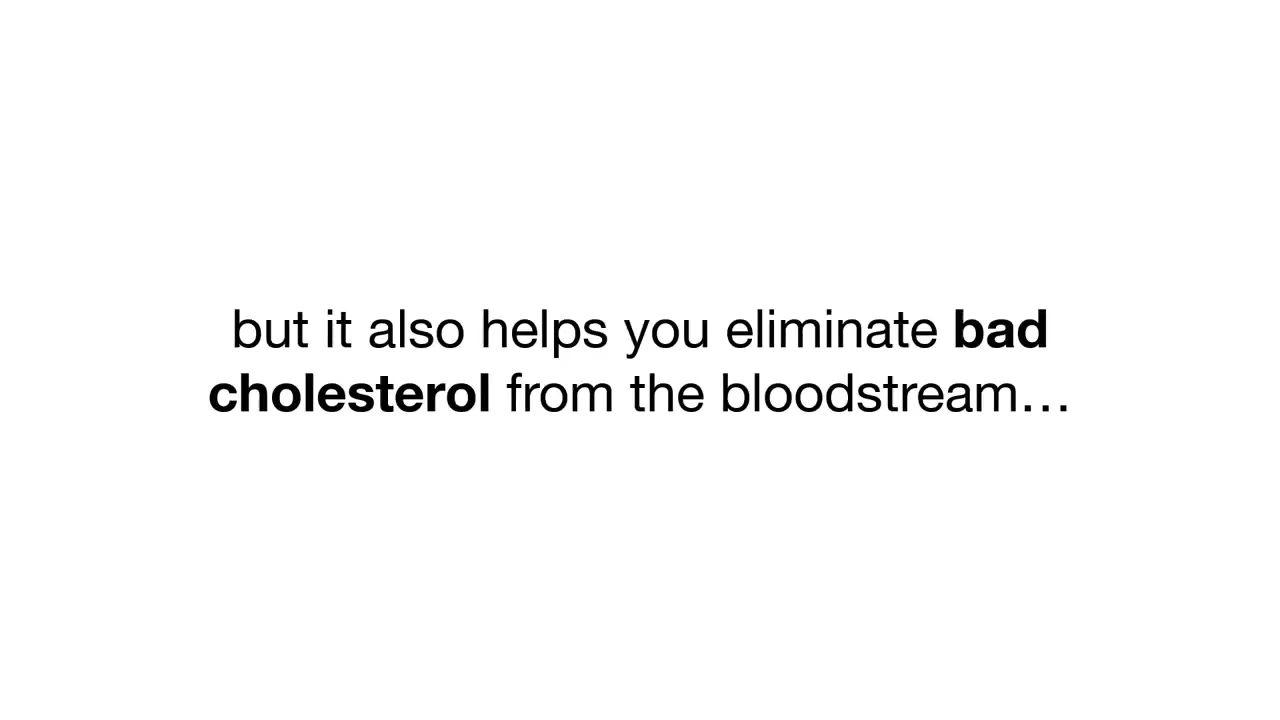 but it also helps you eliminate bad
cholesterol from the bloodstream…